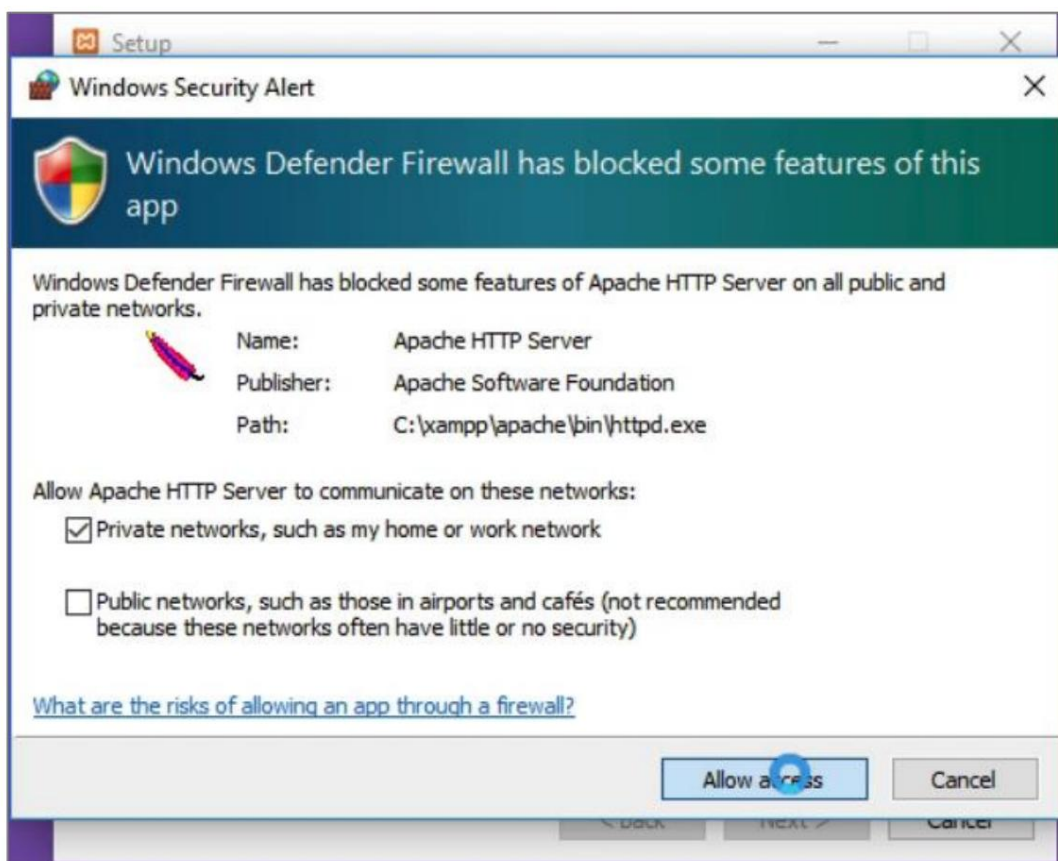 Setup
Windows Security Alert
Windows Defender Firewall has blocked some features of this
app
Windows Defender Firewall has blocked some features of Apache HTTP Server on all public and
private networks.
Name: Apache HTTP Server
Publisher: Apache Software Foundation
Path: C:\xampp\apache\bin\httpd.exe
Allow Apache HTTP Server to communicate on these networks:
Private networks, such as my home or work network
Public networks, such as those in airports and cafés (not recommended
because these networks often have little or no security)
What are the risks of allowing an app through a firewall?
Allow access Cancel
< Back Next > Cancel